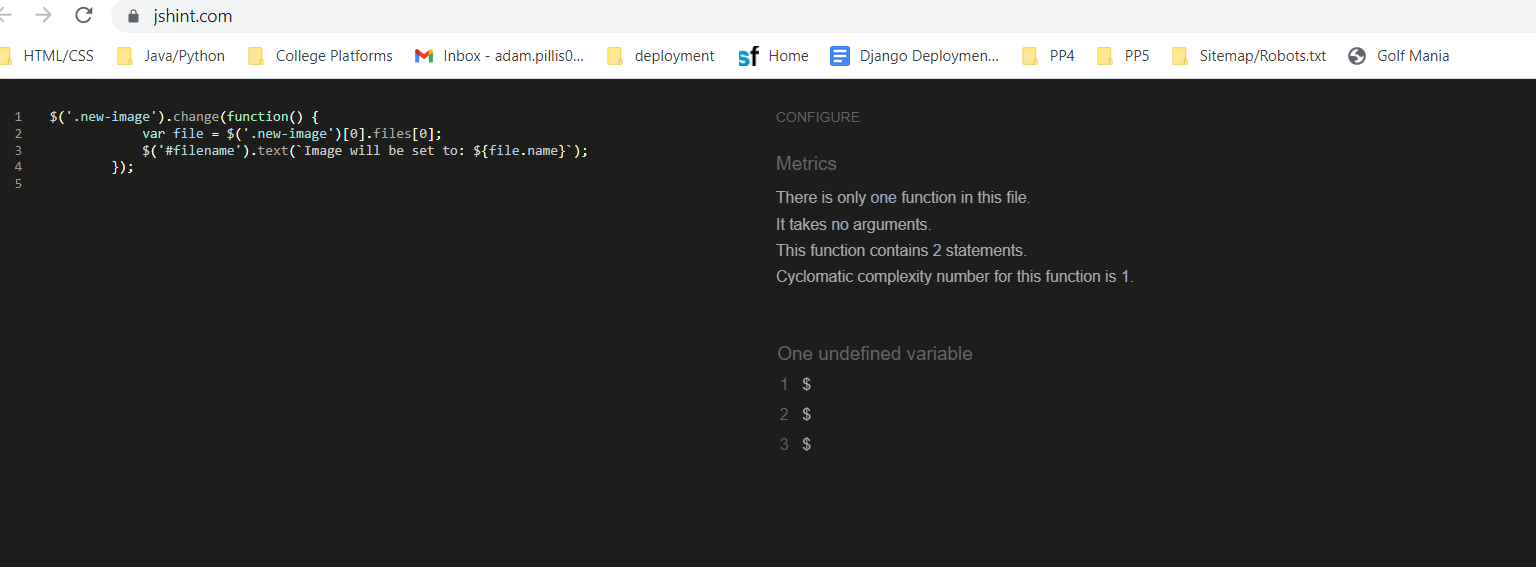 jshint.com
HTML/CSS Java/Python College Platforms Inbox - adam.pillis0... deployment sf Home Django Deploymen... PP4 PP5 Sitemap/Robots.txt Golf Mania
1 $('.new-image').change(function() {
2 var file = $('.new-image')[0].files[0];
3 $('#filename').text(`Image will be set to: ${file.name}`);
4 });
5
CONFIGURE
Metrics
There is only one function in this file.
It takes no arguments.
This function contains 2 statements.
Cyclomatic complexity number for this function is 1.
One undefined variable
1 $
2 $
3 $